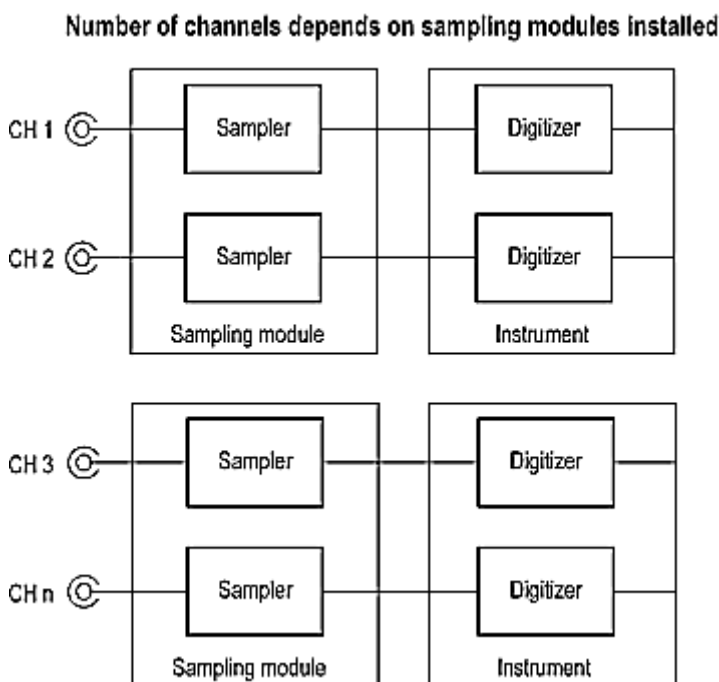 Number of channels depends on sampling modules installed
CH 1
Sampler
Digitizer
CH 2
Sampler
Digitizer
Sampling module
Instrument
CH 3
Sampler
Digitizer
CH n
Sampler
Digitizer
Sampling module
Instrument